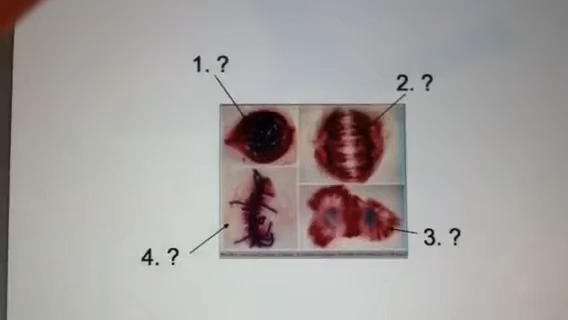 1. ?
2. ?
3. ?
4. ?